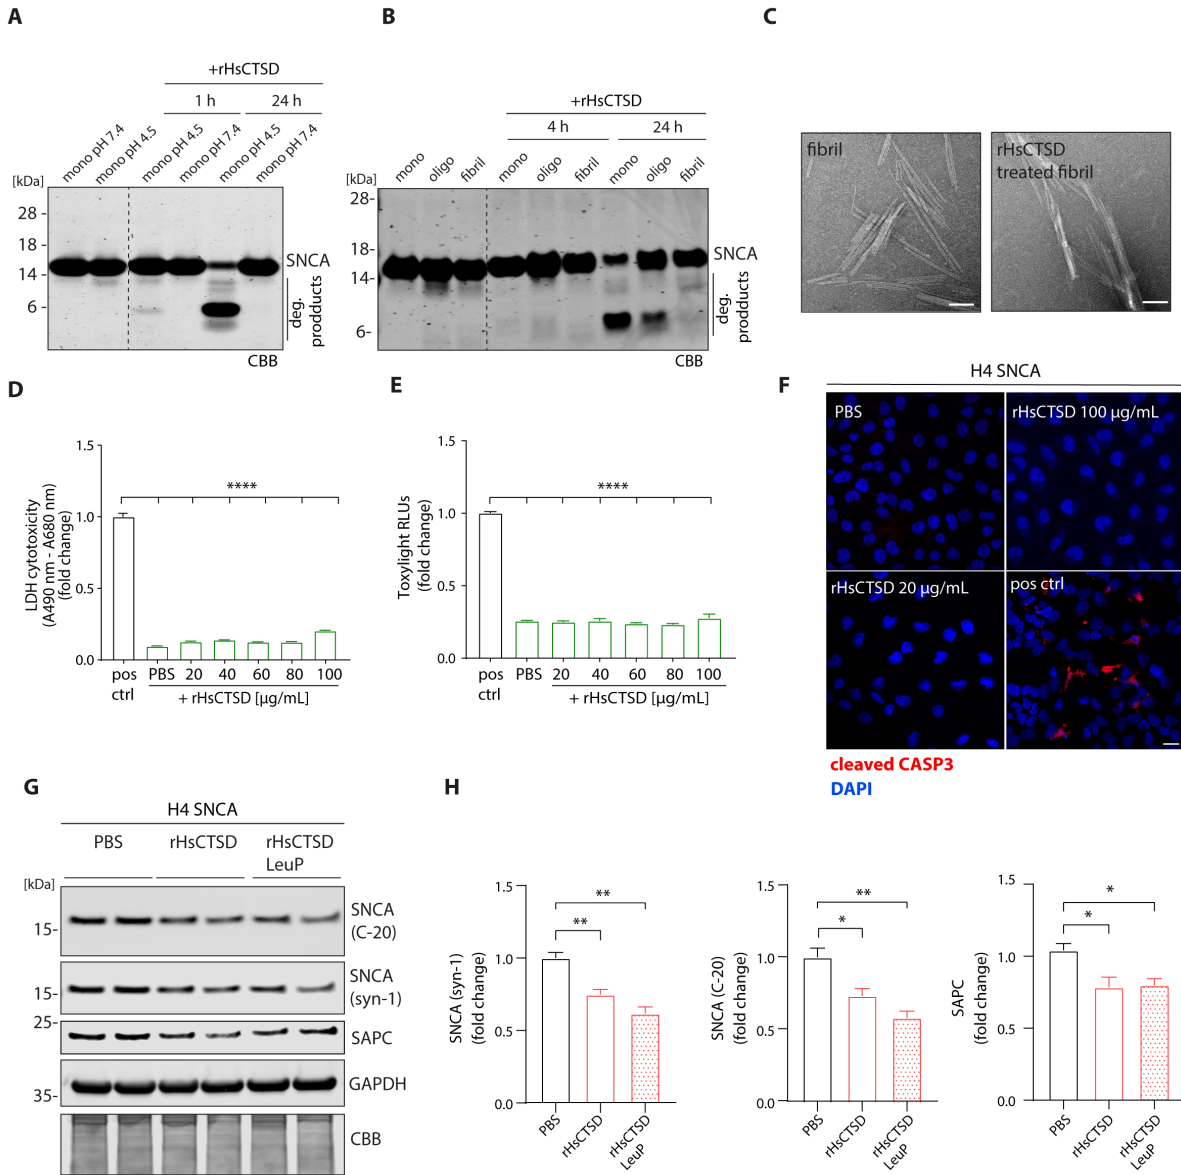 A
+rHsCTSD
1 h
24 h
mono pH 7.4
mono pH 4.5
mono pH 4.5
mono pH 7.4
mono pH 4.5
mono pH 7.4
[kDa]
28 -
18 -
14 -
6 -
SNCA
deg.
prodducts
CBB
B
+rHsCTSD
4 h
24 h
mono
oligo
fibril
mono
oligo
fibril
mono
oligo
fibril
[kDa]
28-
18-
14-
6-
SNCA
deg.
prodducts
CBB
C
fibril
rHsCTSD
treated fibril
D
LDH cytotoxicity
(A490 nm - A680 nm)
(fold change)
1.5
1.0
0.5
0.0
****
pos
ctrl
PBS 20 40 60 80 100
+ rHsCTSD [µg/mL]
E
Toxylight RLUs
(fold change)
1.5
1.0
0.5
0.0
****
pos
ctrl
PBS 20 40 60 80 100
+ rHsCTSD [µg/mL]
F
H4 SNCA
PBS
rHsCTSD 100 µg/mL
rHsCTSD 20 µg/mL
pos ctrl
cleaved CASP3
DAPI
G
H4 SNCA
PBS
rHsCTSD
rHsCTSD
LeuP
[kDa]
15-
SNCA
(C-20)
15-
SNCA
(syn-1)
25-
SAPC
35-
GAPDH
CBB
H
SNCA (syn-1)
(fold change)
1.5
1.0
0.5
0.0
**
**
PBS
rHsCTSD
rHsCTSD
LeuP
SNCA (C-20)
(fold change)
1.5
1.0
0.5
0.0
**
*
PBS
rHsCTSD
rHsCTSD
LeuP
SAPC
(fold change)
1.5
1.0
0.5
0.0
*
*
PBS
rHsCTSD
rHsCTSD
LeuP